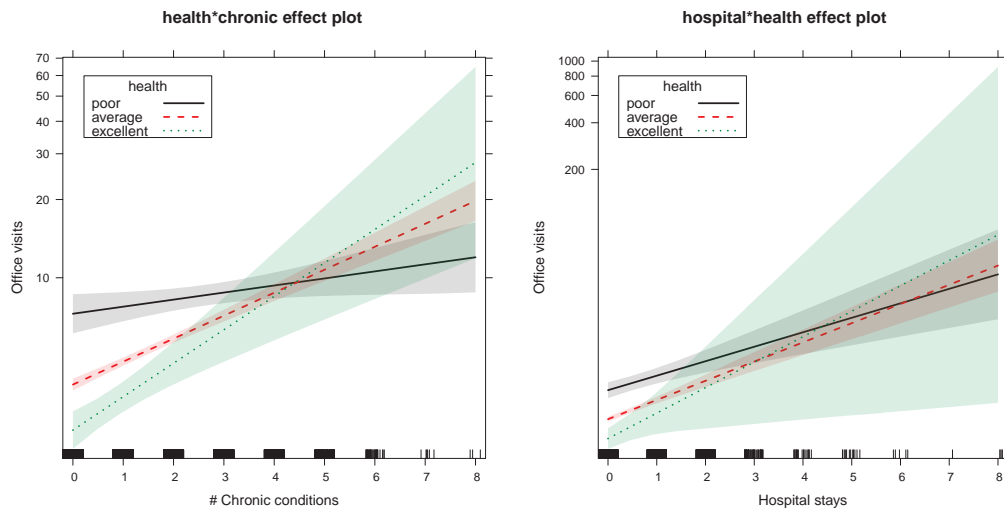 health*chronic effect plot
health
poor
average
excellent
Office visits
70
60
50
40
30
20
10
0 1 2 3 4 5 6 7 8
# Chronic conditions
hospital*health effect plot
health
poor
average
excellent
Office visits
1000
800
600
400
200
0 1 2 3 4 5 6 7 8
Hospital stays